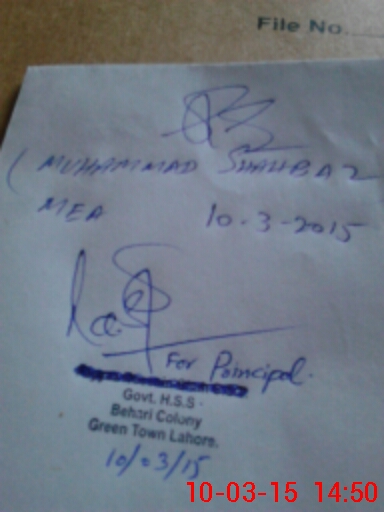 File No.
(MUHAMMAD SHAHBAZ
MEA 10-3-2015
For Principal.
Govt. H.S.S
Behari Colony
Green Town Lahore.
10/03/15
10-03-15 14:50